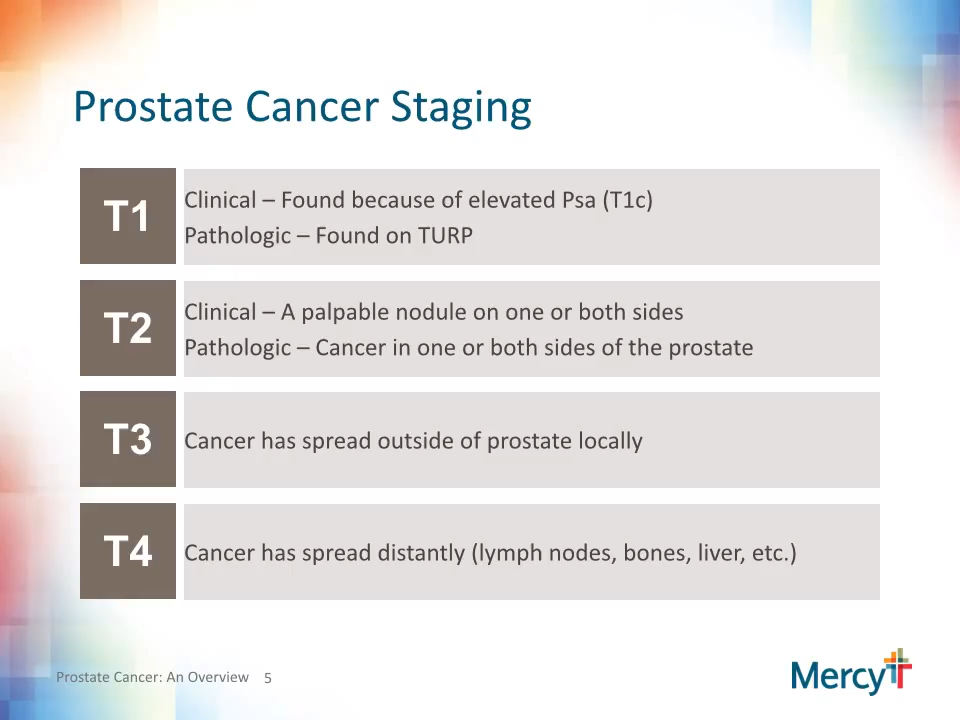 Prostate Cancer Staging
T1
Clinical – Found because of elevated Psa (T1c)
Pathologic – Found on TURP
T2
Clinical – A palpable nodule on one or both sides
Pathologic – Cancer in one or both sides of the prostate
T3
Cancer has spread outside of prostate locally
T4
Cancer has spread distantly (lymph nodes, bones, liver, etc.)
Prostate Cancer: An Overview 5
Mercy